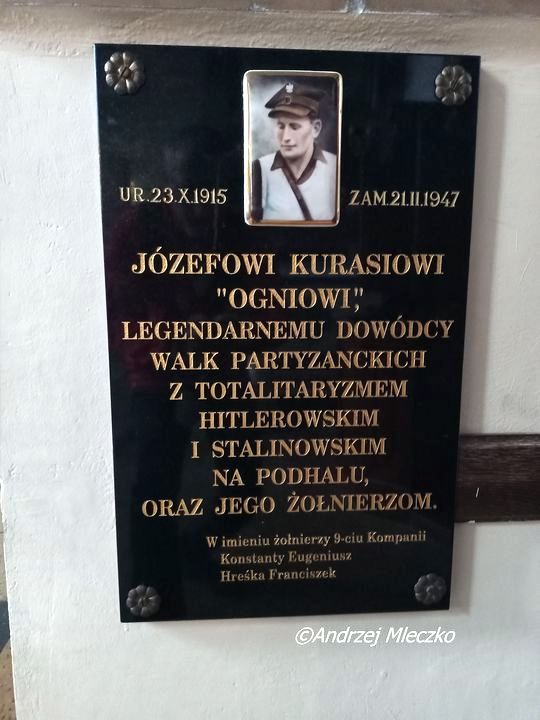 UR.23.X.1915
ZAM.21.II.1947
JÓZEFOWI KURASIOWI
"OGNIOWI",
LEGENDARNEMU DOWÓDCY
WALK PARTYZANCKICH
Z TOTALITARYZMEM
HITLEROWSKIM
I STALINOWSKIM
NA PODHALU,
ORAZ JEGO ŻOŁNIERZOM.
W imieniu żołnierzy 9-ciu Kompanii
Konstanty Eugeniusz
Hreśka Franciszek
©Andrzej Mleczko